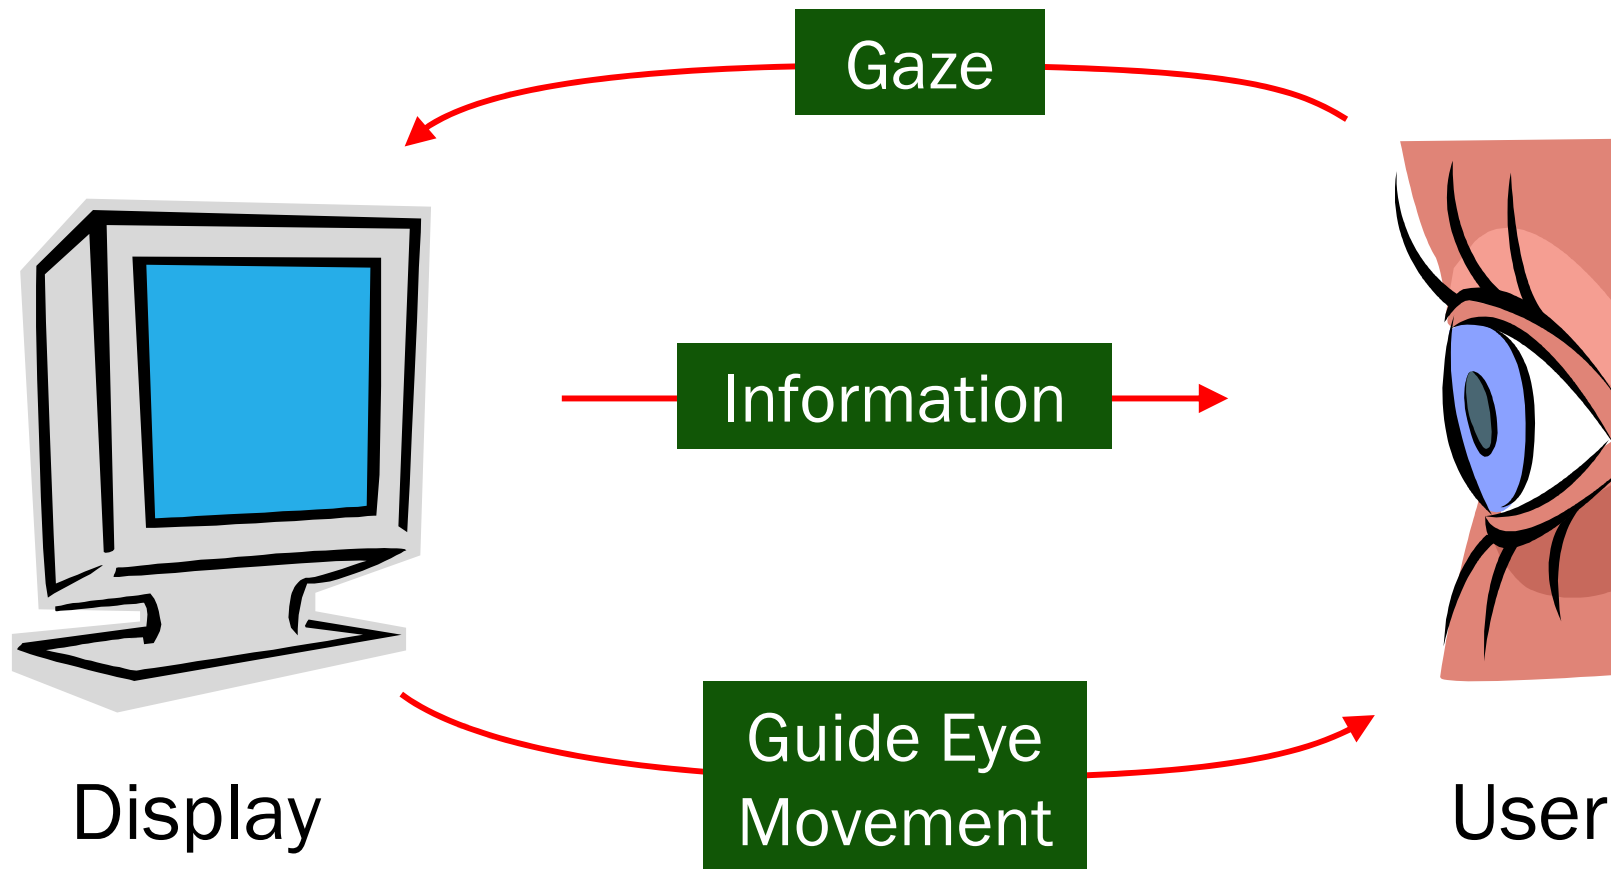 Gaze
Information
Guide Eye
Movement
Display
User